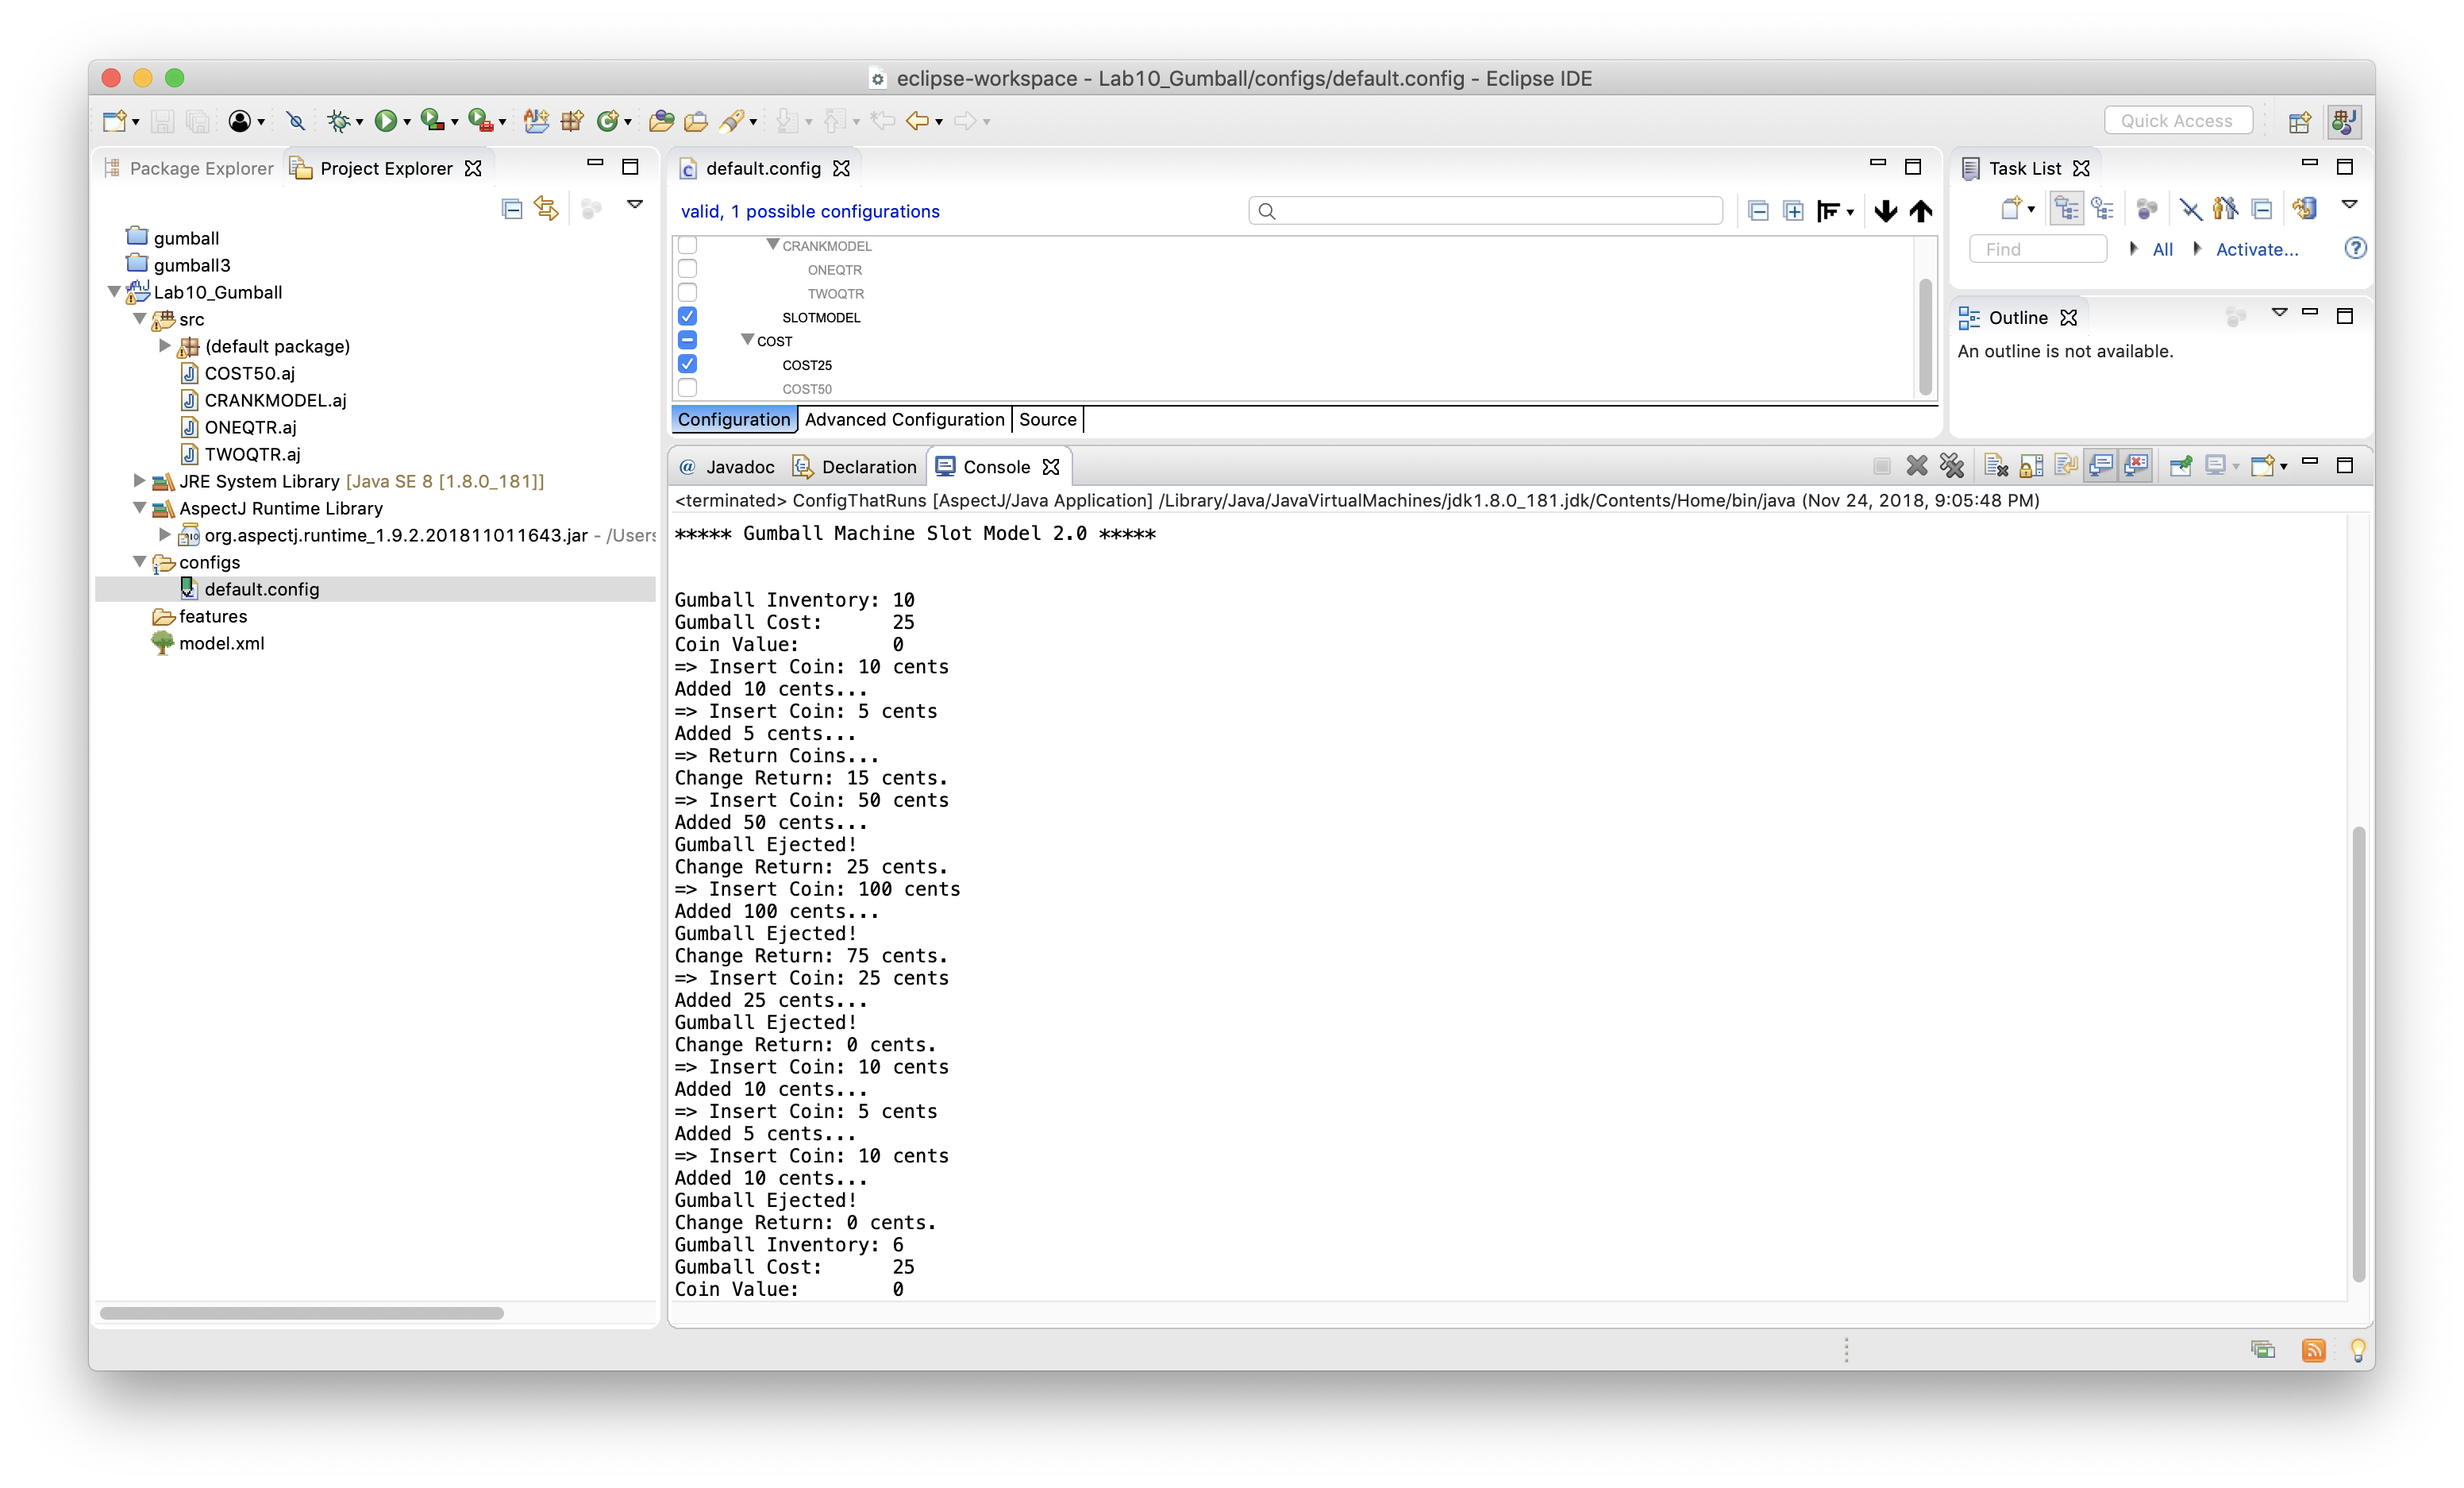 eclipse-workspace - Lab10_Gumball/configs/default.config - Eclipse IDE
Quick Access
Package Explorer
Project Explorer
gumball
gumball3
Lab10_Gumball
src
(default package)
COST50.aj
CRANKMODEL.aj
ONEQTR.aj
TWOQTR.aj
JRE System Library [Java SE 8 [1.8.0_181]]
AspectJ Runtime Library
org.aspectj.runtime_1.9.2.201811011643.jar - /Users
configs
default.config
features
model.xml
default.config
valid, 1 possible configurations
CRANKMODEL
ONEQTR
TWOQTR
SLOTMODEL
COST
COST25
COST50
Configuration
Advanced Configuration
Source
Task List
Find
All
Activate...
Outline
An outline is not available.
Javadoc
Declaration
Console
<terminated> ConfigThatRuns [AspectJ/Java Application] /Library/Java/JavaVirtualMachines/jdk1.8.0_181.jdk/Contents/Home/bin/java (Nov 24, 2018, 9:05:48 PM)
***** Gumball Machine Slot Model 2.0 *****
Gumball Inventory: 10
Gumball Cost: 25
Coin Value: 0
=> Insert Coin: 10 cents
Added 10 cents...
=> Insert Coin: 5 cents
Added 5 cents...
=> Return Coins...
Change Return: 15 cents.
=> Insert Coin: 50 cents
Added 50 cents...
Gumball Ejected!
Change Return: 25 cents.
=> Insert Coin: 100 cents
Added 100 cents...
Gumball Ejected!
Change Return: 75 cents.
=> Insert Coin: 25 cents
Added 25 cents...
Gumball Ejected!
Change Return: 0 cents.
=> Insert Coin: 10 cents
Added 10 cents...
=> Insert Coin: 5 cents
Added 5 cents...
=> Insert Coin: 10 cents
Added 10 cents...
Gumball Ejected!
Change Return: 0 cents.
Gumball Inventory: 6
Gumball Cost: 25
Coin Value: 0